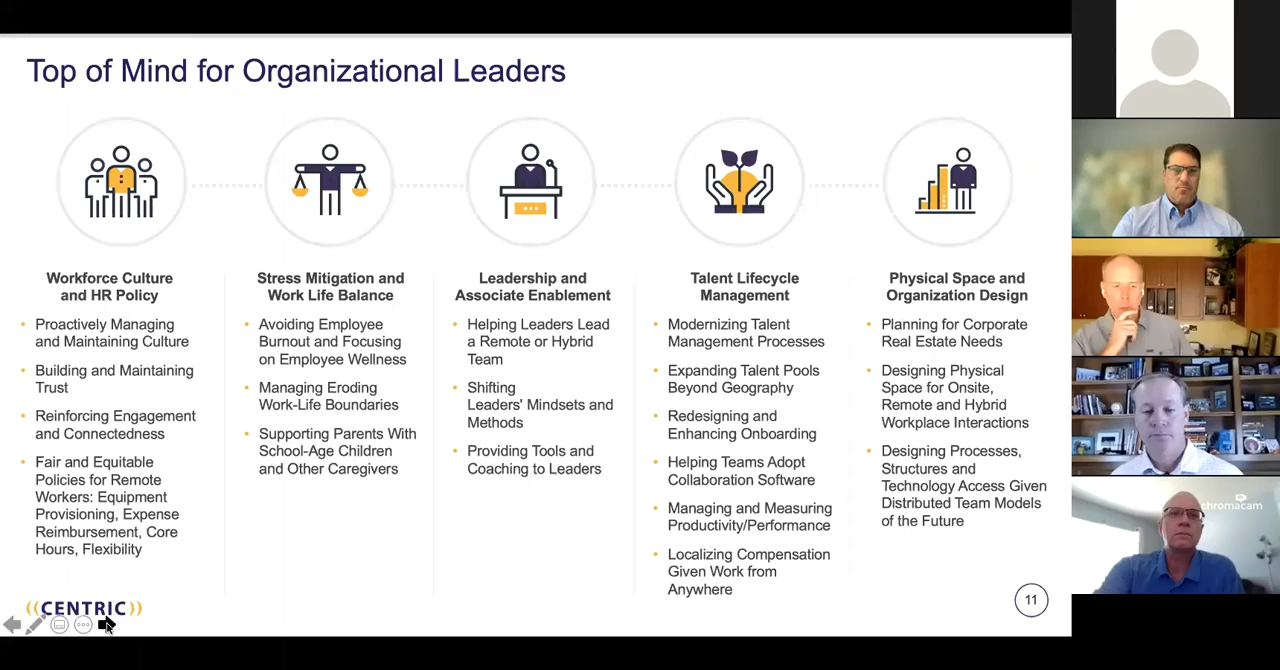 Top of Mind for Organizational Leaders
Workforce Culture
and HR Policy
Proactively Managing
and Maintaining Culture
Building and Maintaining
Trust
Reinforcing Engagement
and Connectedness
Fair and Equitable
Policies for Remote
Workers: Equipment
Provisioning, Expense
Reimbursement, Core
Hours, Flexibility
Stress Mitigation and
Work Life Balance
Avoiding Employee
Burnout and Focusing
on Employee Wellness
Managing Eroding
Work-Life Boundaries
Supporting Parents With
School-Age Children
and Other Caregivers
Leadership and
Associate Enablement
Helping Leaders Lead
a Remote or Hybrid
Team
Shifting
Leaders' Mindsets and
Methods
Providing Tools and
Coaching to Leaders
Talent Lifecycle
Management
Modernizing Talent
Management Processes
Expanding Talent Pools
Beyond Geography
Redesigning and
Enhancing Onboarding
Helping Teams Adopt
Collaboration Software
Managing and Measuring
Productivity/Performance
Localizing Compensation
Given Work from
Anywhere
Physical Space and
Organization Design
Planning for Corporate
Real Estate Needs
Designing Physical
Space for Onsite,
Remote and Hybrid
Workplace Interactions
Designing Processes,
Structures and
Technology Access Given
Distributed Team Models
of the Future
((CENTRIC))
11
chromacam